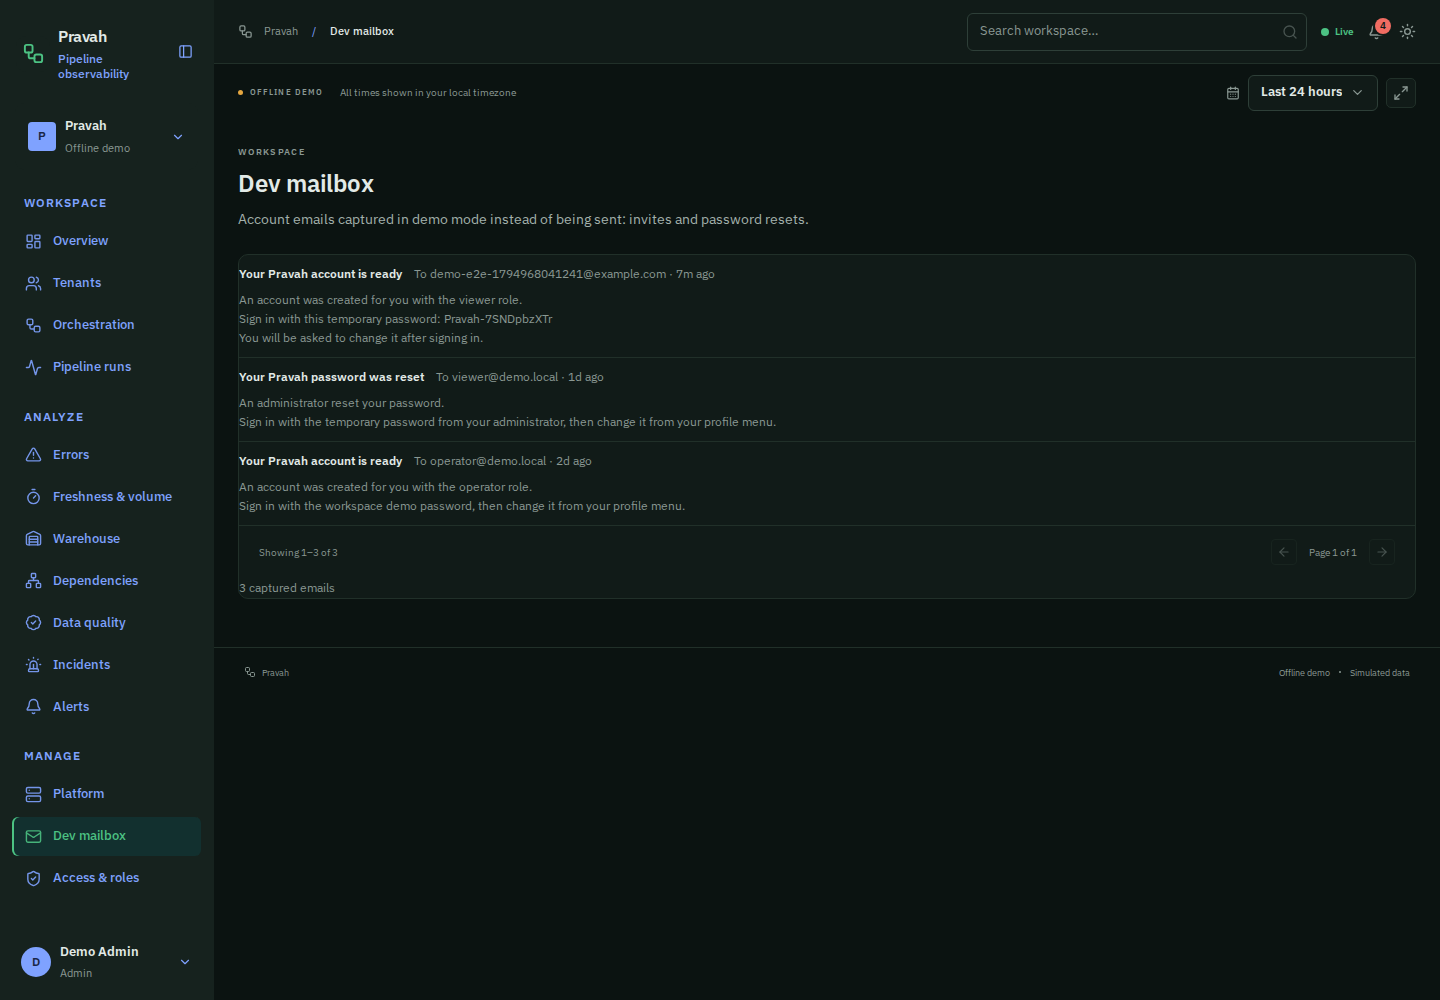 Pravah
Pipeline
observability
P
Pravah
Offline demo
WORKSPACE
Overview
Tenants
Orchestration
Pipeline runs
ANALYZE
Errors
Freshness & volume
Warehouse
Dependencies
Data quality
Incidents
Alerts
MANAGE
Platform
Dev mailbox
Access & roles
D
Demo Admin
Admin
Pravah / Dev mailbox
Search workspace...
Live
4
OFFLINE DEMO All times shown in your local timezone
Last 24 hours
WORKSPACE
Dev mailbox
Account emails captured in demo mode instead of being sent: invites and password resets.
Your Pravah account is ready To demo-e2e-1794968041241@example.com · 7m ago
An account was created for you with the viewer role.
Sign in with this temporary password: Pravah-7SNDpbzXTr
You will be asked to change it after signing in.
Your Pravah password was reset To viewer@demo.local · 1d ago
An administrator reset your password.
Sign in with the temporary password from your administrator, then change it from your profile menu.
Your Pravah account is ready To operator@demo.local · 2d ago
An account was created for you with the operator role.
Sign in with the workspace demo password, then change it from your profile menu.
Showing 1–3 of 3
Page 1 of 1
3 captured emails
Pravah
Offline demo • Simulated data